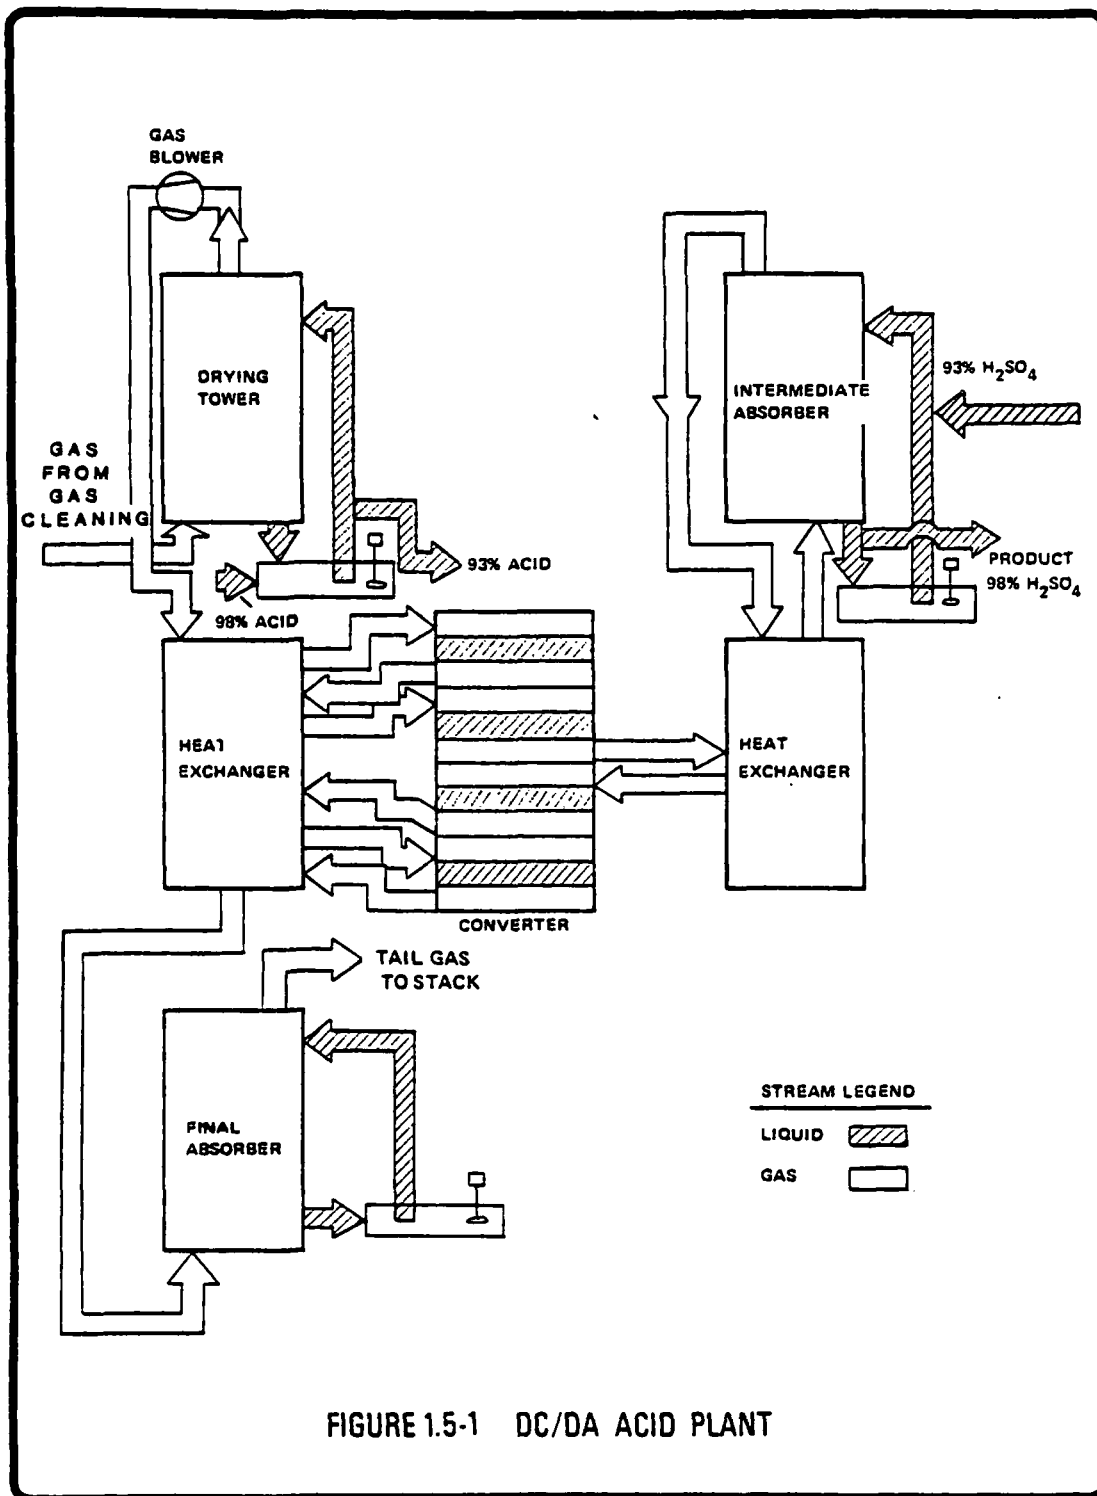 GAS
BLOWER
DRYING
TOWER
GAS
FROM
GAS
CLEANING
93% ACID
98% ACID
INTERMEDIATE
ABSORBER
93% H₂SO₄
PRODUCT
98% H₂SO₄
HEAT
EXCHANGER
HEAT
EXCHANGER
CONVERTER
TAIL GAS
TO STACK
FINAL
ABSORBER
STREAM LEGEND
LIQUID
GAS
FIGURE 1.5-1 DC/DA ACID PLANT